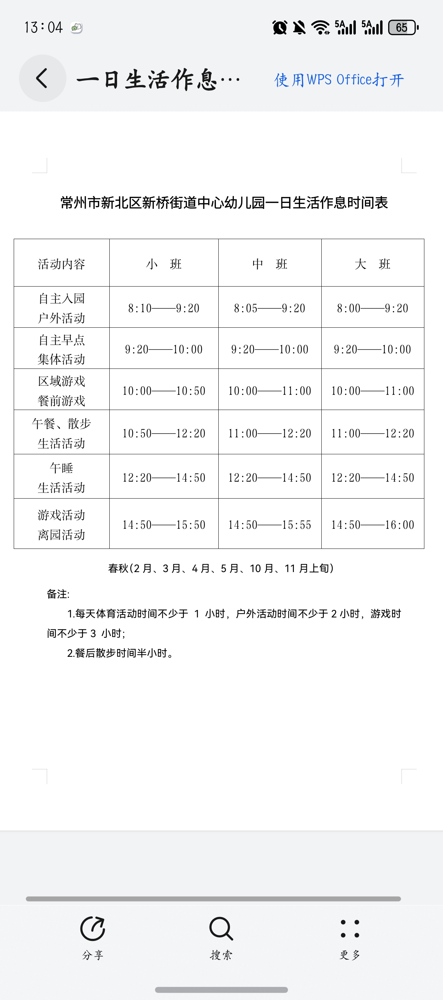 13:04
5A 5A 65
一日生活作息…
使用WPS Office打开
常州市新北区新桥街道中心幼儿园一日生活作息时间表
活动内容 小 班 中 班 大 班
自主入园
户外活动
8:10——9:20 8:05——9:20 8:00——9:20
自主早点
集体活动
9:20——10:00 9:20——10:00 9:20——10:00
区域游戏
餐前游戏
10:00——10:50 10:00——11:00 10:00——11:00
午餐、散步
生活活动
10:50——12:20 11:00——12:20 11:00——12:20
午睡
生活活动
12:20——14:50 12:20——14:50 12:20——14:50
游戏活动
离园活动
14:50——15:50 14:50——15:55 14:50——16:00
春秋(2 月、3 月、4 月、5 月、10 月、11 月上旬)
备注:
1.每天体育活动时间不少于 1 小时，户外活动时间不少于 2 小时，游戏时
间不少于 3 小时;
2.餐后散步时间半小时。
分享 搜索 更多